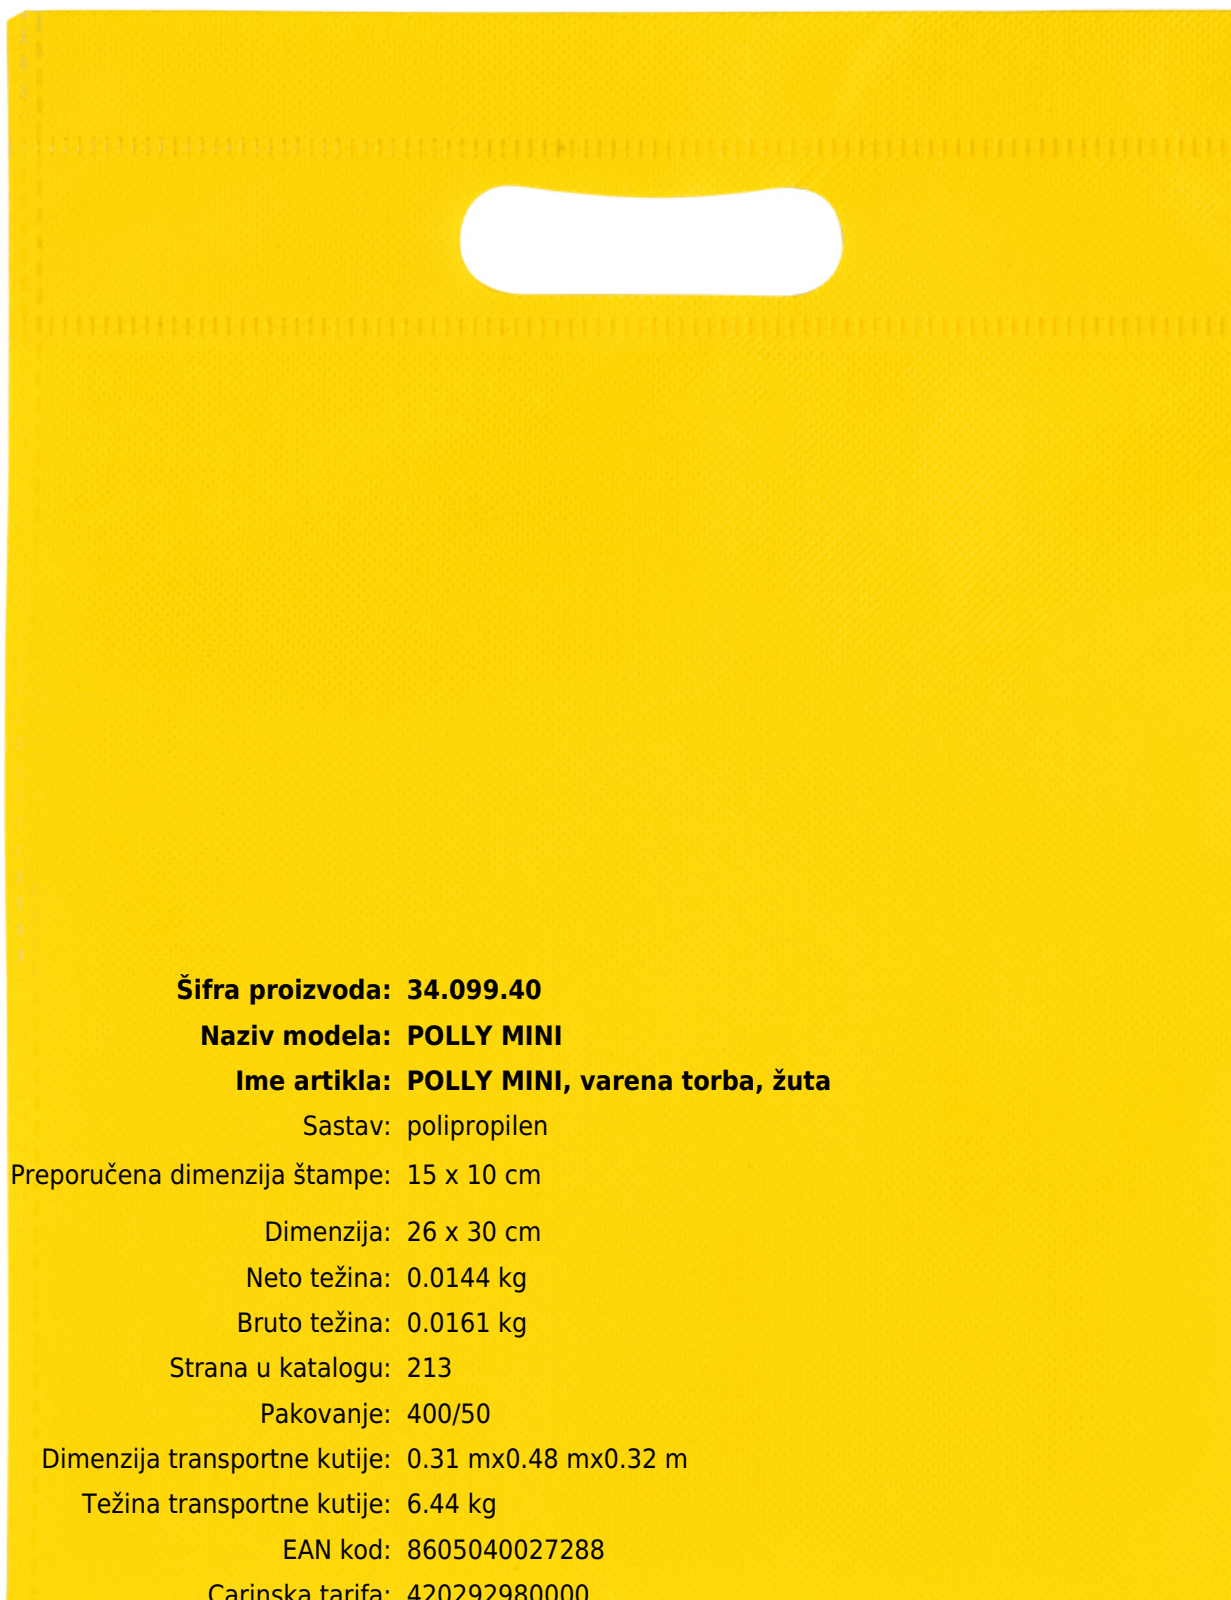 Šifra proizvoda: 34.099.40
Naziv modela: POLLY MINI
Ime artikla: POLLY MINI, varena torba, žuta
Sastav: polipropilen
Preporučena dimenzija štampe: 15 x 10 cm
Dimenzija: 26 x 30 cm
Neto težina: 0.0144 kg
Bruto težina: 0.0161 kg
Strana u katalogu: 213
Pakovanje: 400/50
Dimenzija transportne kutije: 0.31 mx0.48 mx0.32 m
Težina transportne kutije: 6.44 kg
EAN kod: 8605040027288
Carinska tarifa: 420292980000